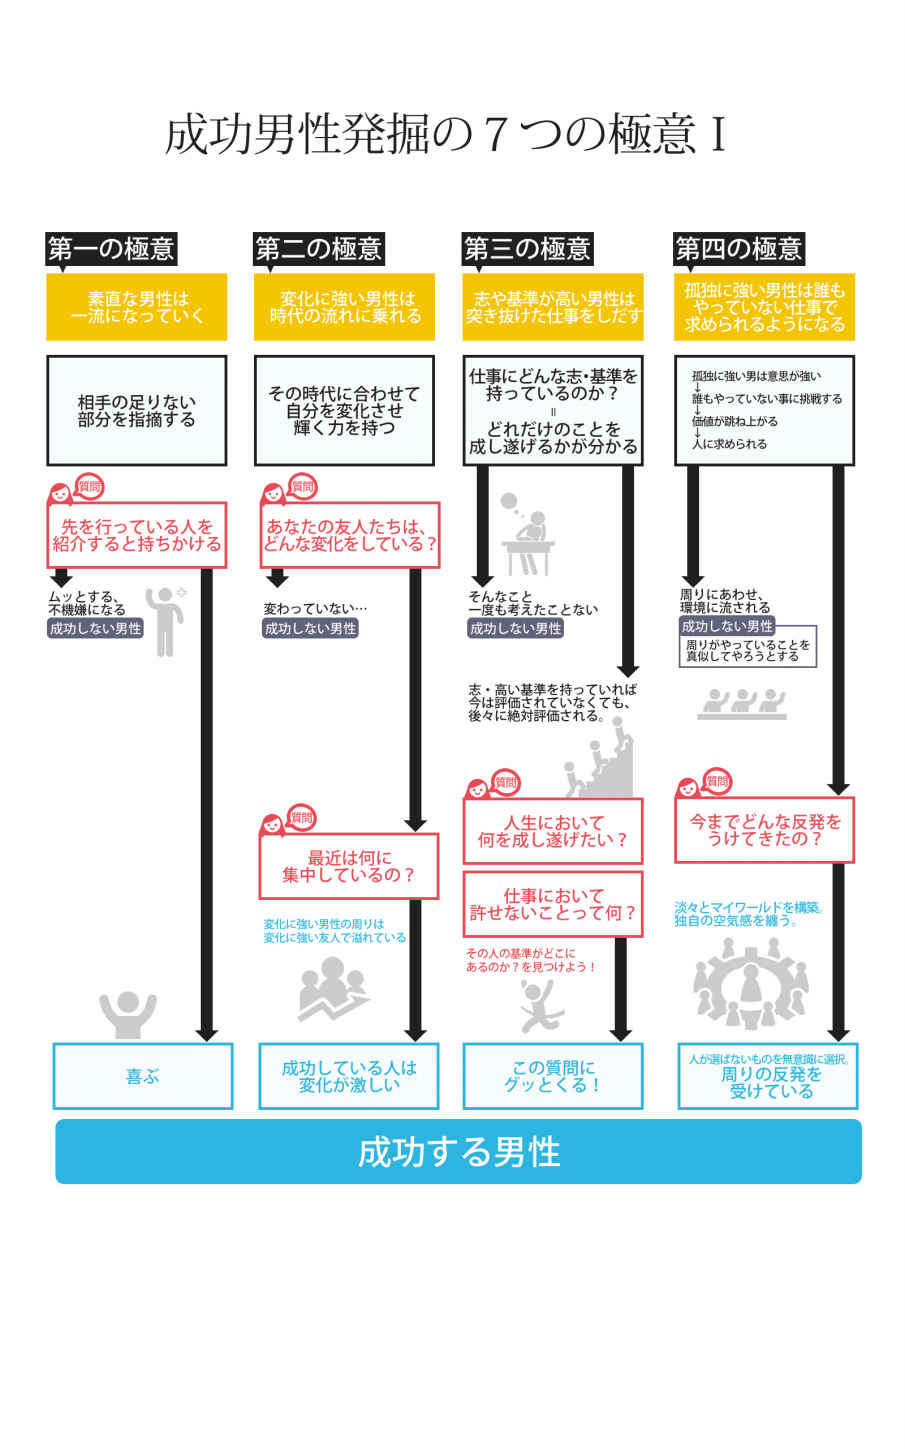 成功男性発掘の７つの極意Ⅰ
第一の極意
素直な男性は
一流になっていく
相手の足りない
部分を指摘する
質問
先を行っている人を
紹介すると持ちかける
ムッとする、
不機嫌になる
成功しない男性
喜ぶ
第二の極意
変化に強い男性は
時代の流れに乗れる
その時代に合わせて
自分を変化させ
輝く力を持つ
質問
あなたの友人たちは、
どんな変化をしている？
変わっていない…
成功しない男性
質問
最近は何に
集中しているの？
変化に強い男性の周りは
変化に強い友人で溢れている
成功している人は
変化が激しい
第三の極意
志や基準が高い男性は
突き抜けた仕事をしだす
仕事にどんな志・基準を
持っているのか？
＝
どれだけのことを
成し遂げるかが分かる
そんなこと
一度も考えたことない
成功しない男性
志・高い基準を持っていれば
今は評価されていなくても、
後々に絶対評価される。
質問
人生において
何を成し遂げたい？
仕事において
許せないことって何？
その人の基準がどこに
あるのか？を見つけよう！
この質問に
グッとくる！
第四の極意
孤独に強い男性は誰も
やっていない仕事で
求められるようになる
孤独に強い男は意思が強い
↓
誰もやっていない事に挑戦する
↓
価値が跳ね上がる
↓
人に求められる
周りにあわせ、
環境に流される
成功しない男性
周りがやっていることを
真似してやろうとする
質問
今までどんな反発を
うけてきたの？
淡々とマイワールドを構築。
独自の空気感を纏う。
人が選ばないものを無意識に選択。
周りの反発を
受けている
成功する男性